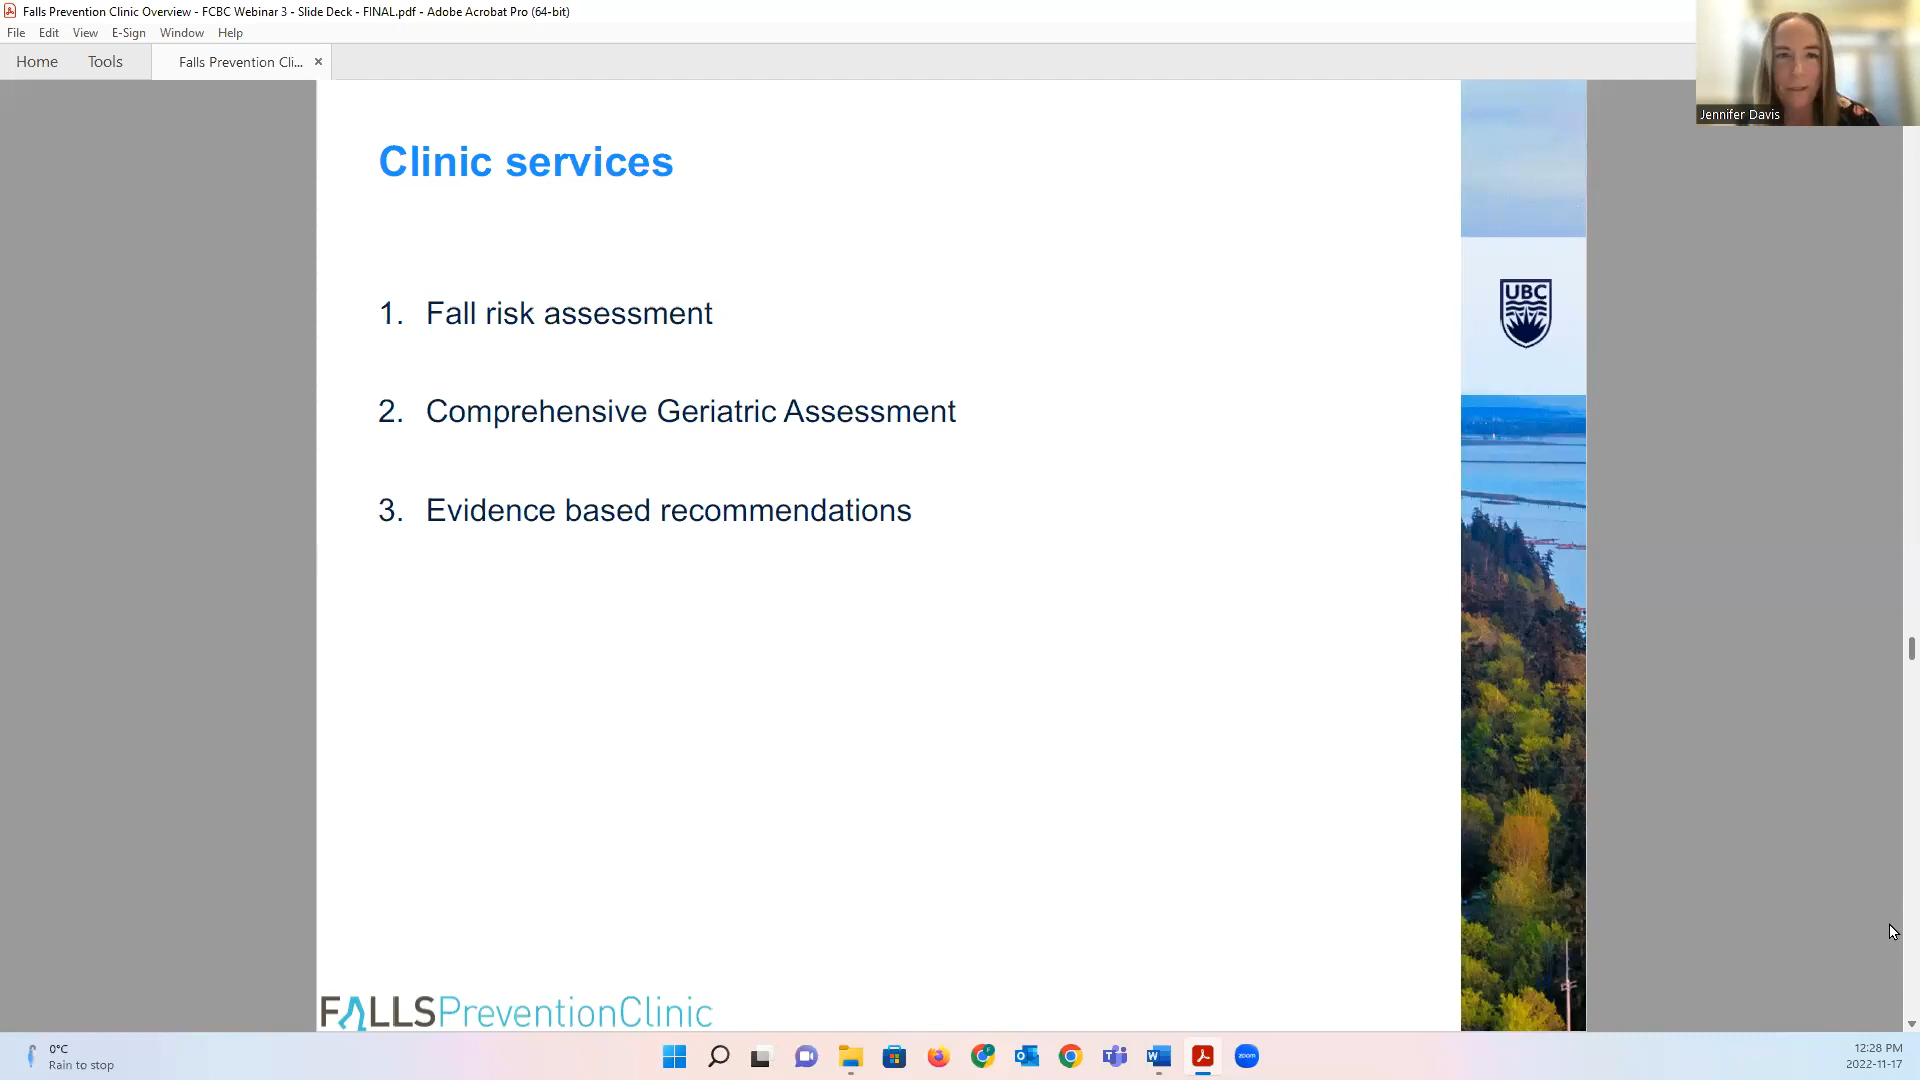 Falls Prevention Clinic Overview - FCBC Webinar 3 - Slide Deck - FINAL.pdf - Adobe Acrobat Pro (64-bit)
File Edit View E-Sign Window Help
Home Tools Falls Prevention Cli... ×
Jennifer Davis
Clinic services
UBC
1. Fall risk assessment
2. Comprehensive Geriatric Assessment
3. Evidence based recommendations
FALLSPreventionClinic
0°C
Rain to stop
zoom
12:28 PM
2022-11-17